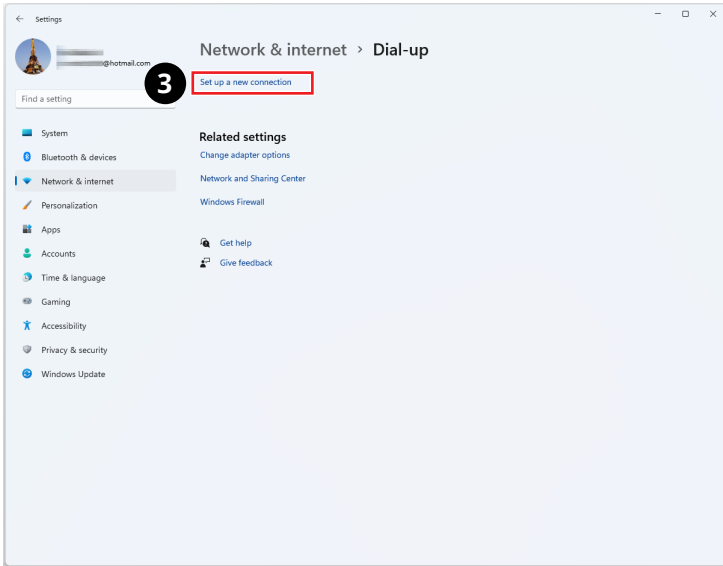 Settings
@hotmail.com
Network & internet > Dial-up
3
Set up a new connection
Find a setting
System
Bluetooth & devices
Network & internet
Personalization
Apps
Accounts
Time & language
Gaming
Accessibility
Privacy & security
Windows Update
Related settings
Change adapter options
Network and Sharing Center
Windows Firewall
Get help
Give feedback